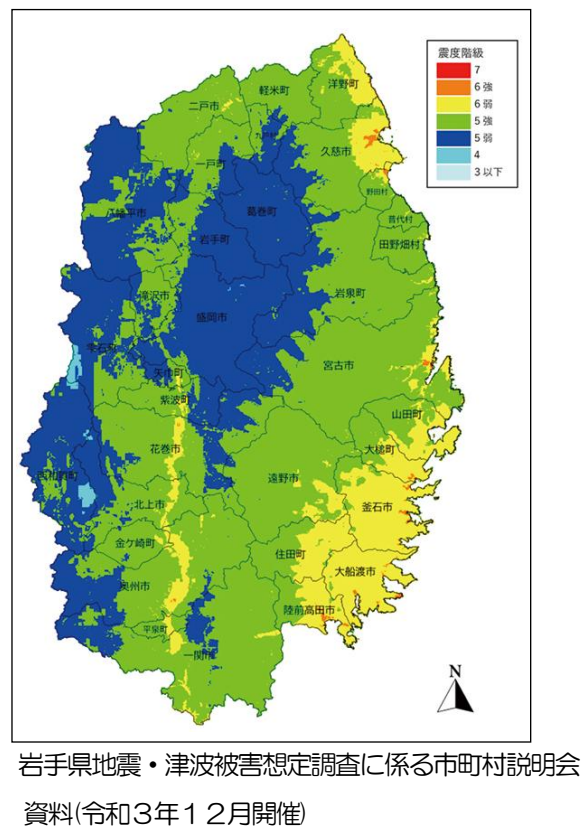 震度階級
7
6 強
6 弱
5 強
5 弱
4
3 以下
洋野町
軽米町
二戸市
九戸村
久慈市
一戸町
野田村
普代村
葛巻町
八幡平市
岩手町
田野畑村
岩泉町
滝沢市
盛岡市
雫石町
矢巾町
宮古市
紫波町
山田町
花巻市
大槌町
西和賀町
遠野市
釜石市
北上市
金ケ崎町
住田町
大船渡市
奥州市
陸前高田市
平泉町
一関市
N
岩手県地震・津波被害想定調査に係る市町村説明会
資料(令和3年12月開催)